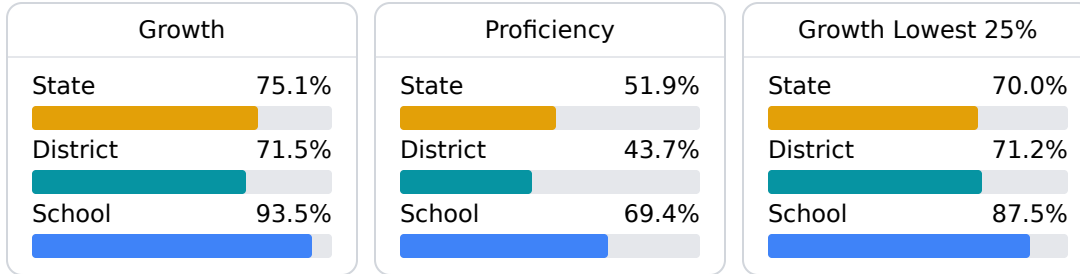 Growth
State 75.1%
District 71.5%
School 93.5%
Proficiency
State 51.9%
District 43.7%
School 69.4%
Growth Lowest 25%
State 70.0%
District 71.2%
School 87.5%